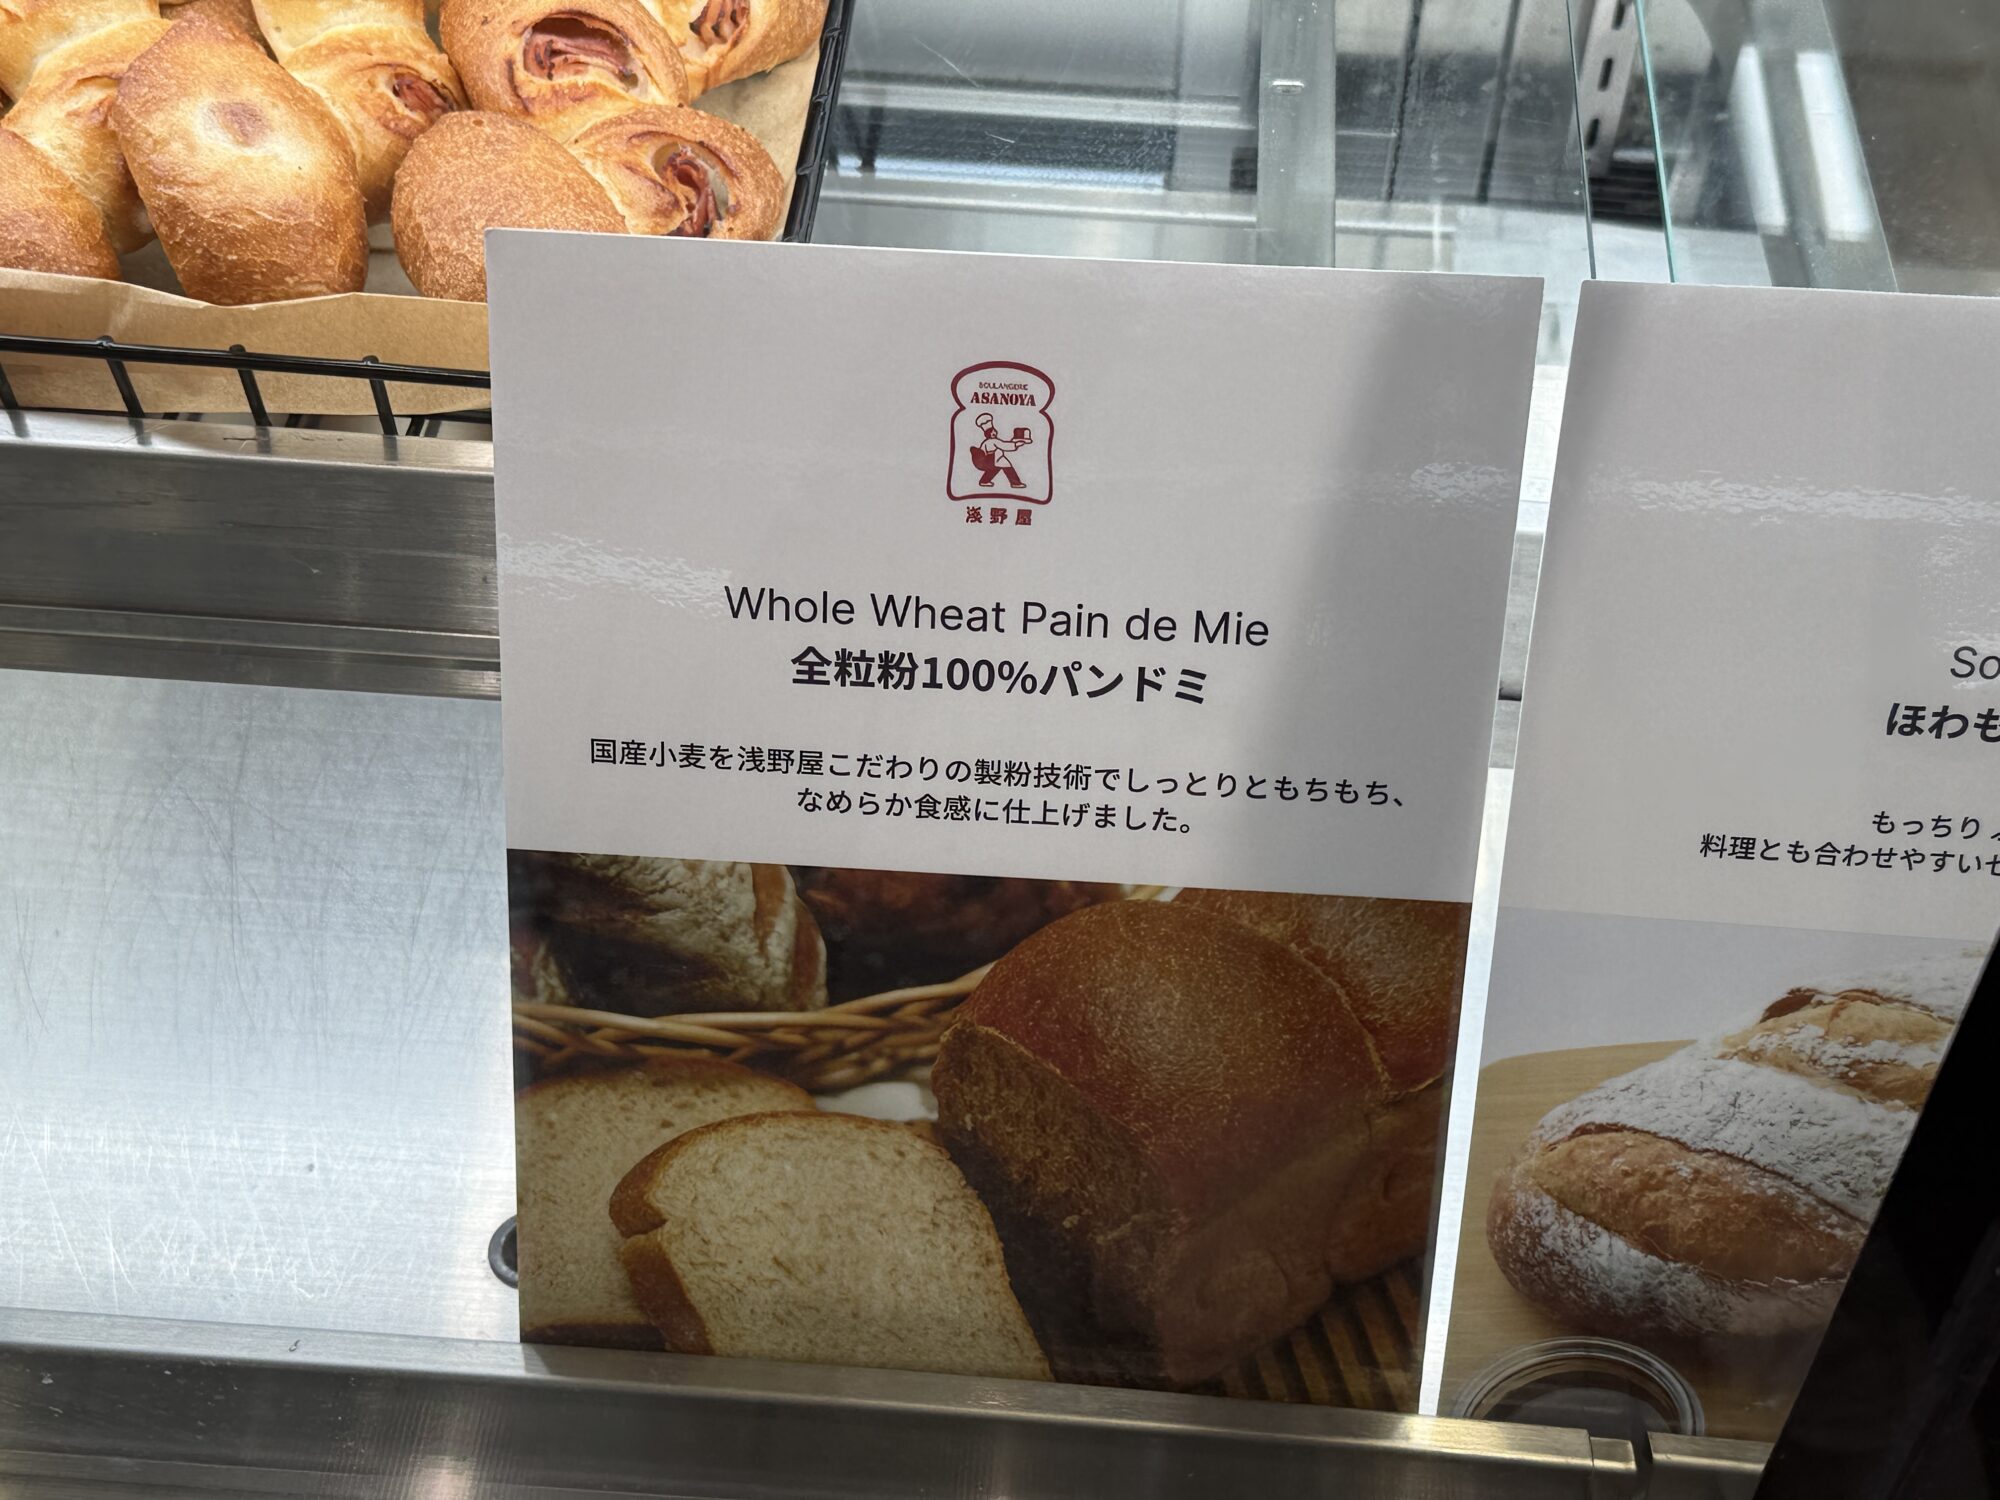 BOULANGERIE
ASANOYA
浅野屋
Whole Wheat Pain de Mie
全粒粉100%パンドミ
国産小麦を浅野屋こだわりの製粉技術でしっとりともちもち、
なめらか食感に仕上げました。
So
ほわも
もっちり
料理とも合わせやすい